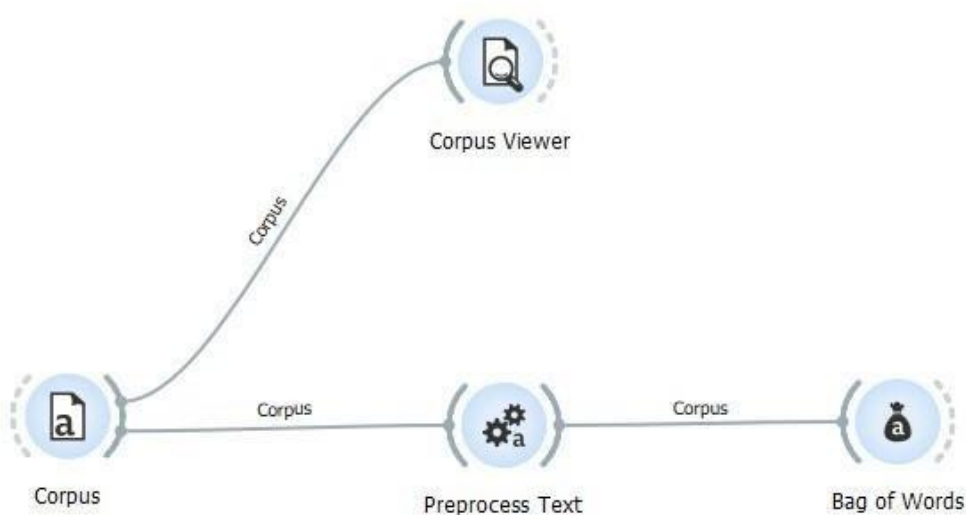 Corpus Viewer
Corpus
Corpus
Corpus
a
a
a
Corpus
Preprocess Text
Bag of Words